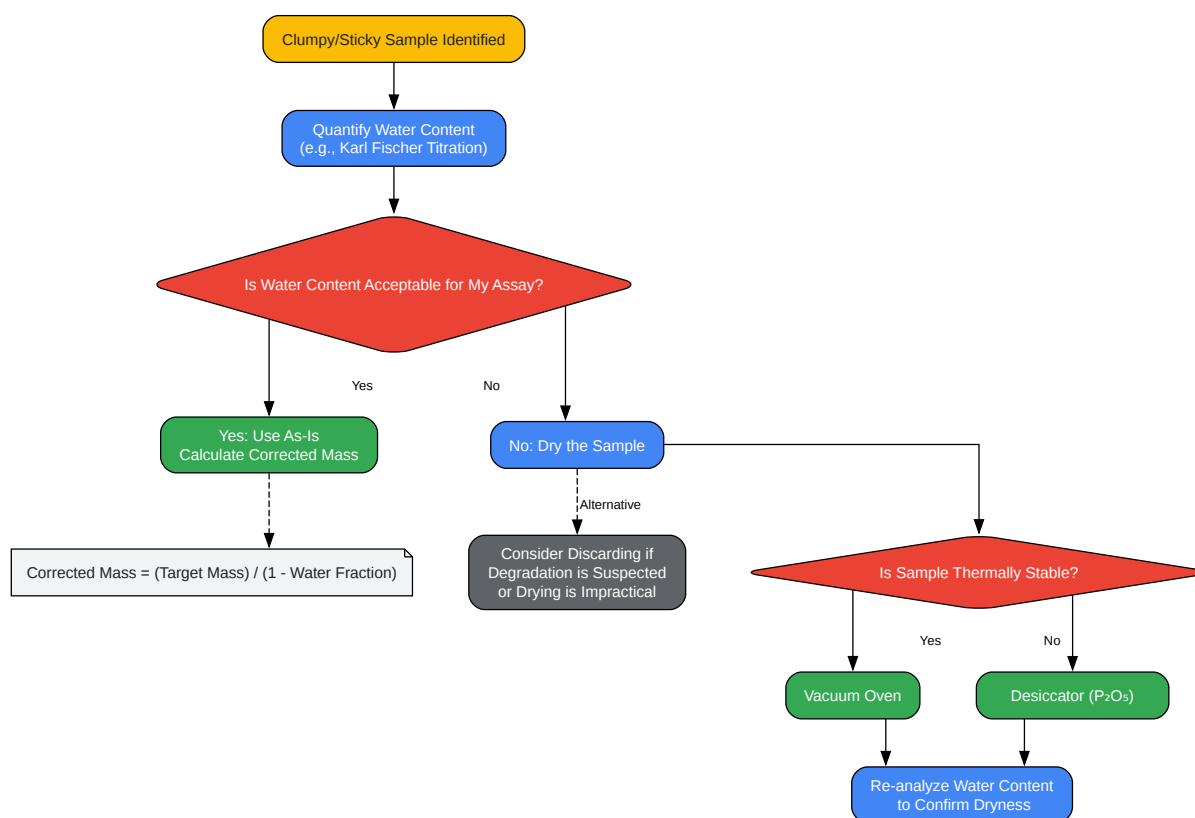 Clumpy/Sticky Sample Identified
Quantify Water Content
(e.g., Karl Fischer Titration)
Is Water Content Acceptable for My Assay?
Yes
No
Yes: Use As-Is
Calculate Corrected Mass
No: Dry the Sample
Alternative
Corrected Mass = (Target Mass) / (1 - Water Fraction)
Consider Discarding if
Degradation is Suspected
or Drying is Impractical
Is Sample Thermally Stable?
Yes
No
Vacuum Oven
Desiccator (P₂O₅)
Re-analyze Water Content
to Confirm Dryness